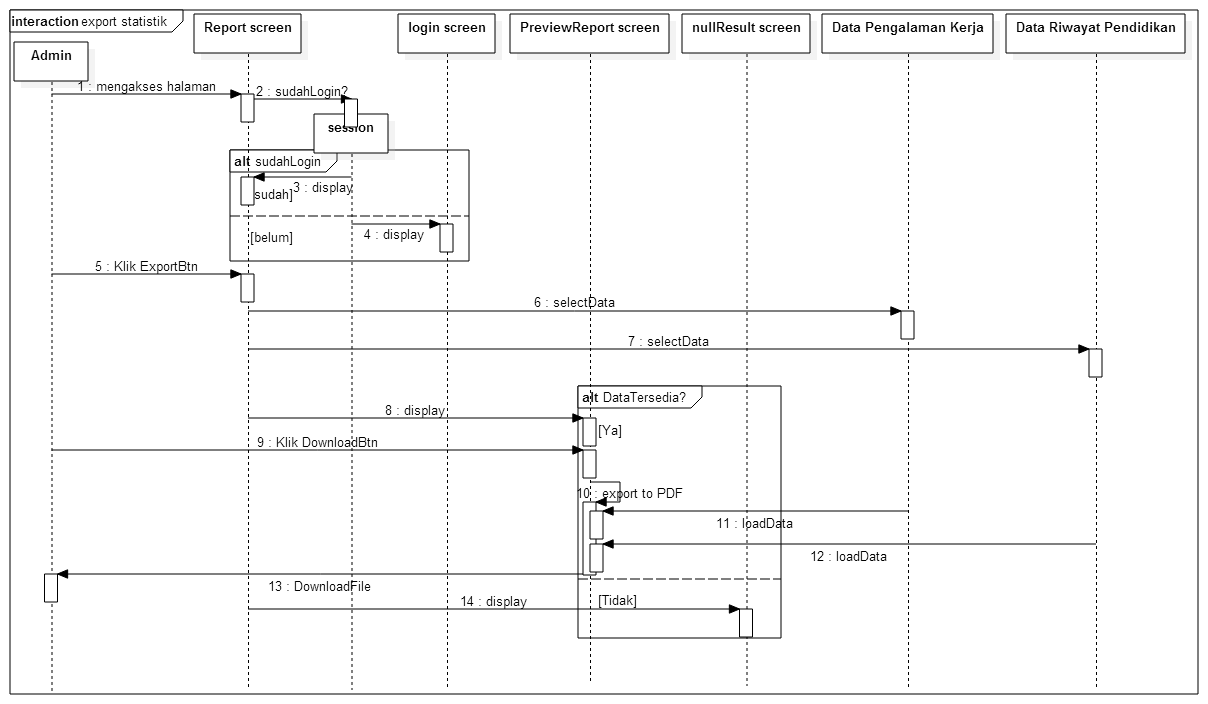 interaction export statistik
Report screen
login screen
PreviewReport screen
nullResult screen
Data Pengalaman Kerja
Data Riwayat Pendidikan
Admin
1 : mengakses halaman
2 : sudahLogin?
session
alt sudahLogin
3 : display
sudah]
4 : display
[belum]
5 : Klik ExportBtn
6 : selectData
7 : selectData
alt DataTersedia?
8 : display
[Ya]
9 : Klik DownloadBtn
10 : export to PDF
11 : loadData
12 : loadData
13 : DownloadFile
14 : display
[Tidak]